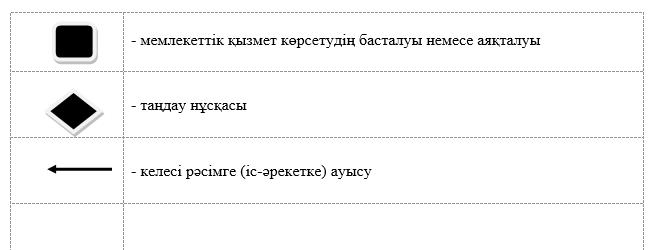 - мемлекеттік қызмет көрсетудің басталуы немесе аяқталуы
- таңдау нұсқасы
- келесі рәсімге (іс-әрекетке) ауысу